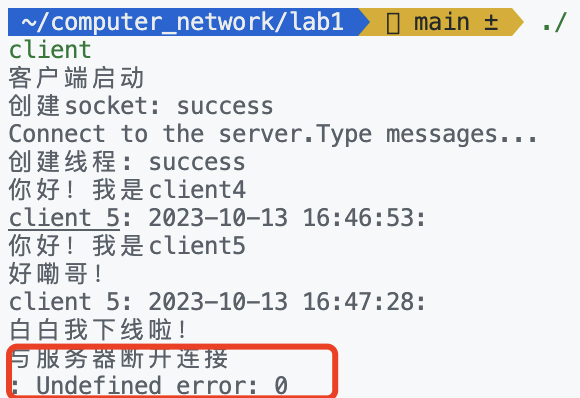 ~/computer_network/lab1 main ± ./
client
客户端启动
创建socket: success
Connect to the server.Type messages...
创建线程: success
你好！我是client4
client 5: 2023-10-13 16:46:53:
你好！我是client5
好嘞哥！
client 5: 2023-10-13 16:47:28:
白白我下线啦！
与服务器断开连接
: Undefined error: 0